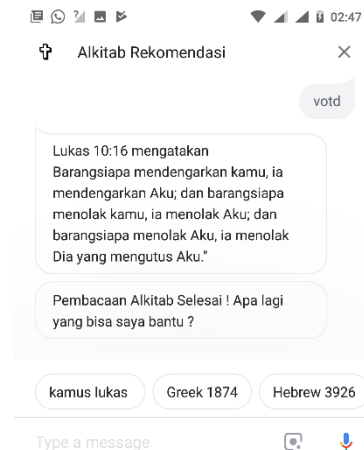 02:47
Alkitab Rekomendasi
votd
Lukas 10:16 mengatakan
Barangsiapa mendengarkan kamu, ia
mendengarkan Aku; dan barangsiapa
menolak kamu, ia menolak Aku; dan
barangsiapa menolak Aku, ia menolak
Dia yang mengutus Aku."
Pembacaan Alkitab Selesai ! Apa lagi
yang bisa saya bantu ?
kamus lukas
Greek 1874
Hebrew 3926
Type a message